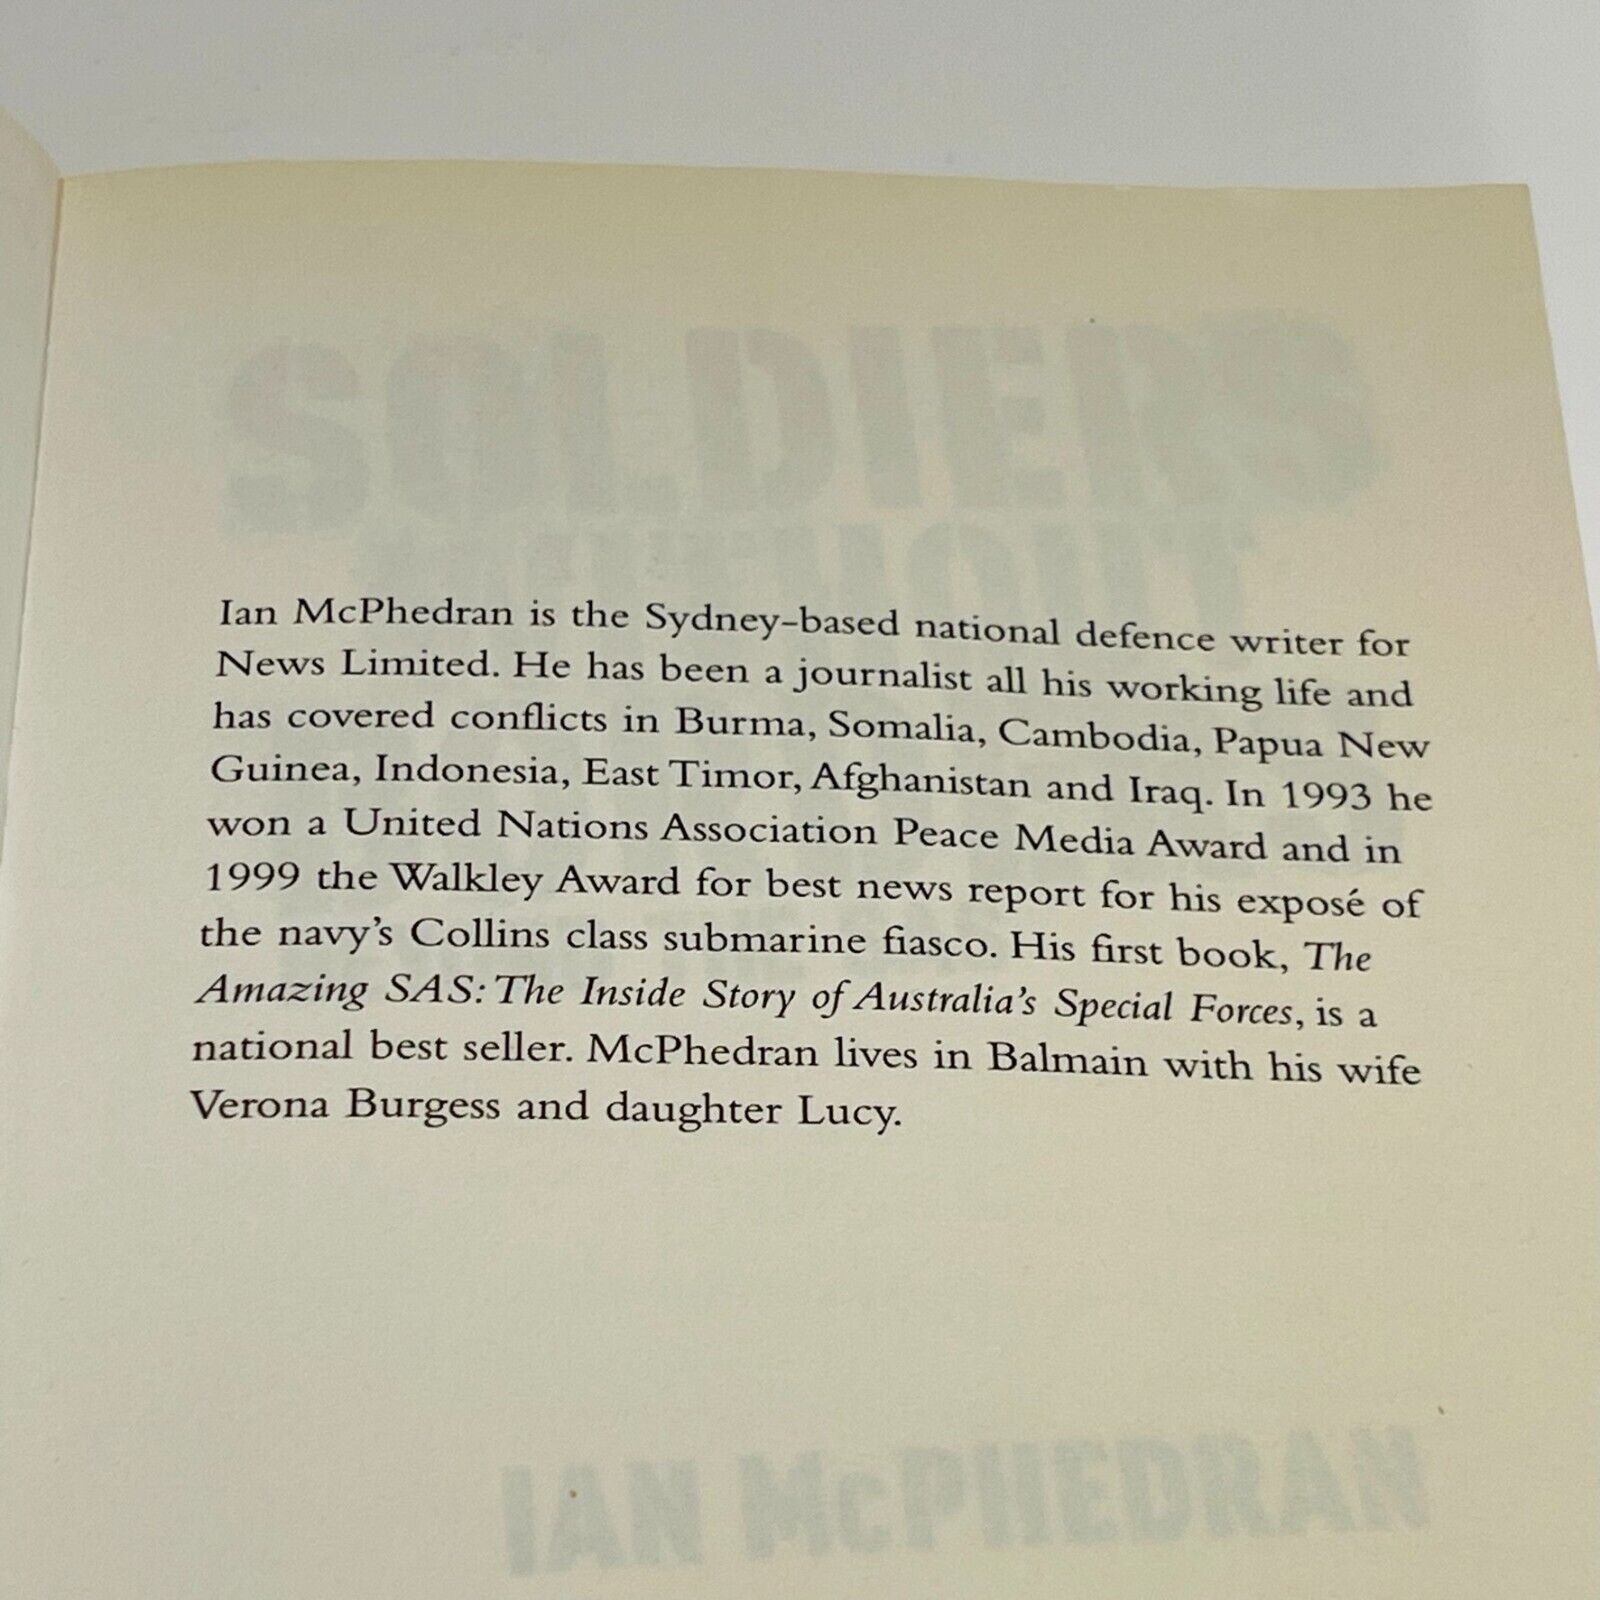 SOLDIERS
WITHOUT
Ian McPhedran is the Sydney-based national defence writer for
News Limited. He has been a journalist all his working life and
has covered conflicts in Burma, Somalia, Cambodia, Papua New
Guinea, Indonesia, East Timor, Afghanistan and Iraq. In 1993 he
won a United Nations Association Peace Media Award and in
1999 the Walkley Award for best news report for his exposé of
the navy's Collins class submarine fiasco. His first book, The
Amazing SAS: The Inside Story of Australia's Special Forces, is a
national best seller. McPhedran lives in Balmain with his wife
Verona Burgess and daughter Lucy.
IAN McPHEDRAN